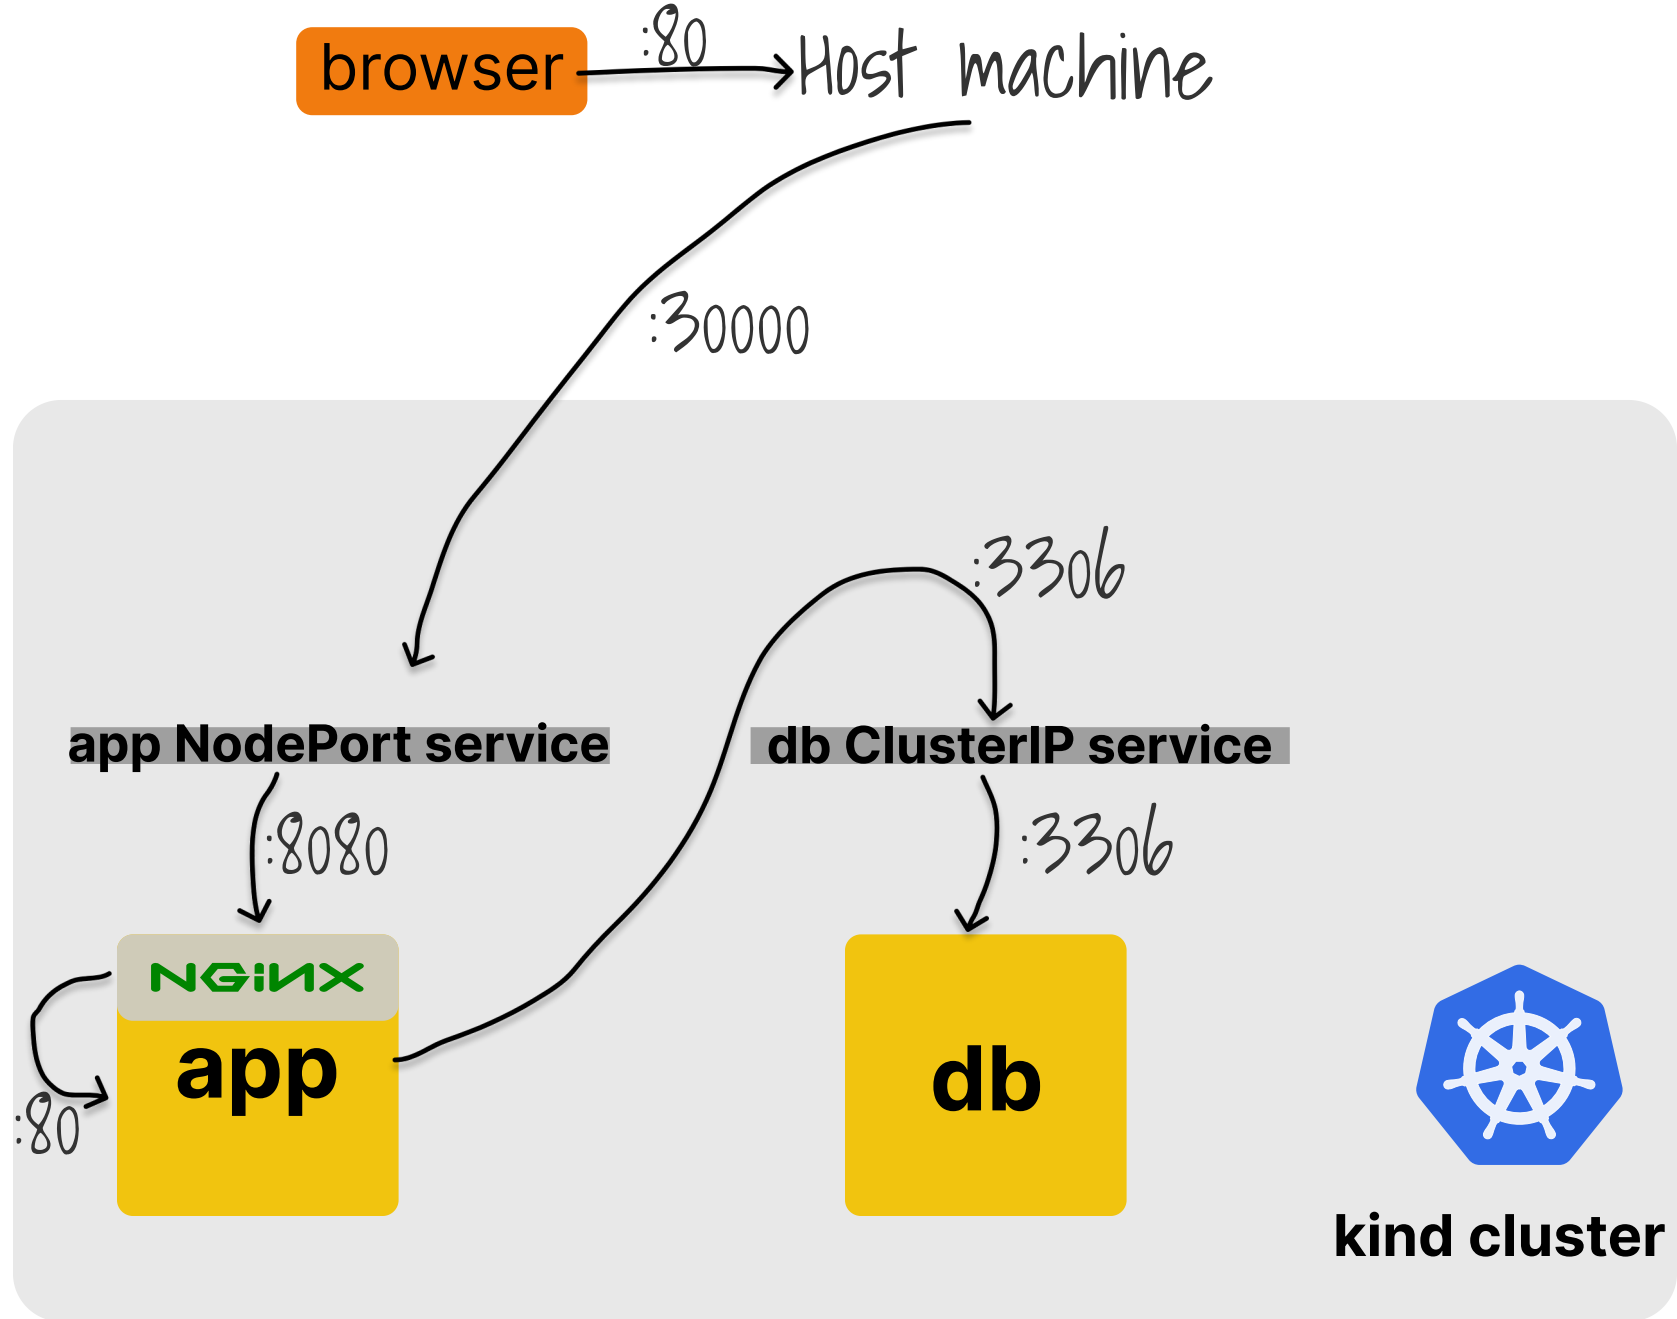 browser
:80
Host machine
:30000
:3306
app NodePort service
db ClusterIP service
:8080
:3306
NGINX
app
db
:80
kind cluster